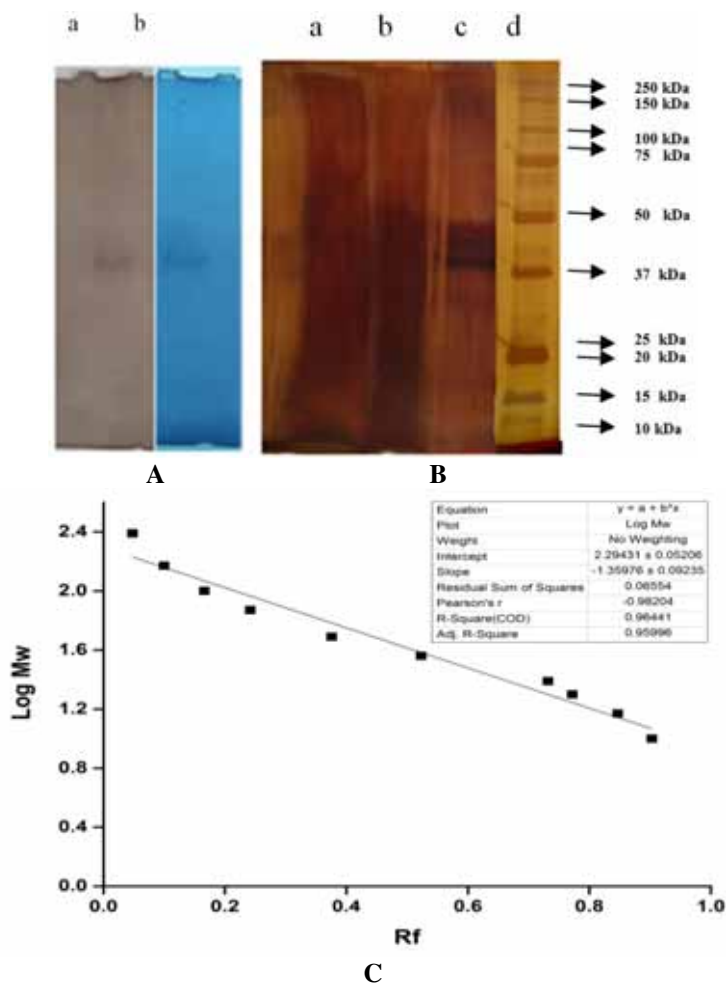 a b
a b c d
250 kDa
150 kDa
100 kDa
75 kDa
50 kDa
37 kDa
25 kDa
20 kDa
15 kDa
10 kDa
A B
Equation y = a + b*x
Plot Log Mw
Weight No Weighting
Intercept 2.29431 ± 0.05206
Slope -1.35976 ± 0.09235
Residual Sum of Squares 0.06554
Pearson's r -0.98204
R-Square(COD) 0.96441
Adj. R-Square 0.95996
2.4
2.0
1.6
1.2
0.8
0.4
0.0
Log Mw
0.0 0.2 0.4 0.6 0.8 1.0
Rf
C